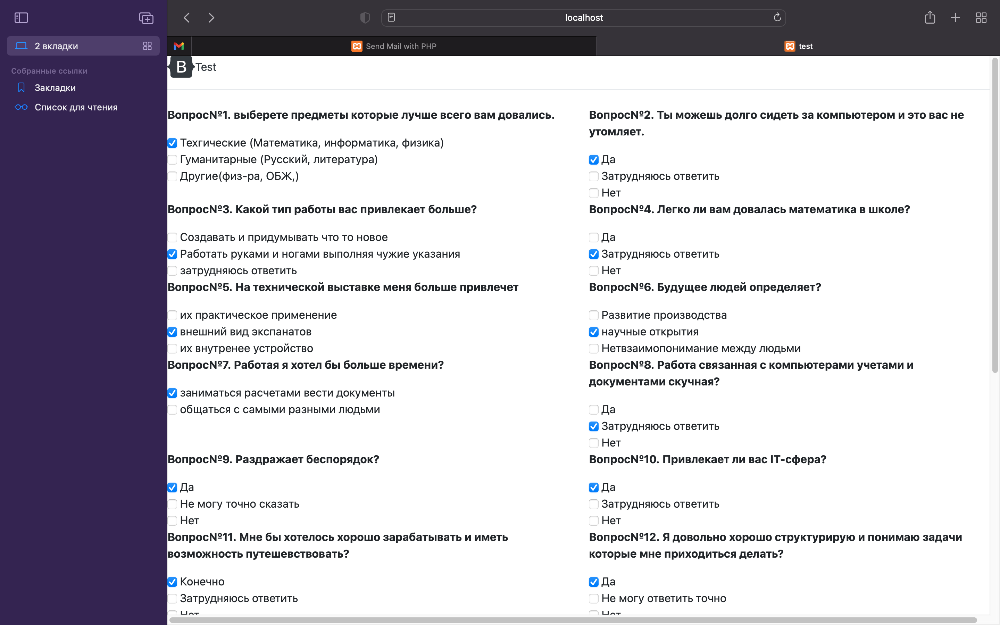 localhost
2 вкладки
Собранные ссылки
Закладки
Список для чтения
Send Mail with PHP
test
B Test
Вопрос№1. выберете предметы которые лучше всего вам довались.
Техгические (Математика, информатика, физика)
Гуманитарные (Русский, литература)
Другие(физ-ра, ОБЖ,)
Вопрос№2. Ты можешь долго сидеть за компьютером и это вас не
утомляет.
Да
Затрудняюсь ответить
Нет
Вопрос№3. Какой тип работы вас привлекает больше?
Создавать и придумывать что то новое
Работать руками и ногами выполняя чужие указания
затрудняюсь ответить
Вопрос№4. Легко ли вам довалась математика в школе?
Да
Затрудняюсь ответить
Нет
Вопрос№5. На технической выставке меня больше привлечет
их практическое применение
внешний вид экспанатов
их внутренее устройство
Вопрос№6. Будущее людей определяет?
Развитие производства
научные открытия
Нетвзаимопонимание между людьми
Вопрос№7. Работая я хотел бы больше времени?
заниматься расчетами вести документы
общаться с самыми разными людьми
Вопрос№8. Работа связанная с компьютерами учетами и
документами скучная?
Да
Затрудняюсь ответить
Нет
Вопрос№9. Раздражает беспорядок?
Да
Не могу точно сказать
Нет
Вопрос№10. Привлекает ли вас IT-сфера?
Да
Затрудняюсь ответить
Нет
Вопрос№11. Мне бы хотелось хорошо зарабатывать и иметь
возможность путешевствовать?
Конечно
Затрудняюсь ответить
Нет
Вопрос№12. Я довольно хорошо структурирую и понимаю задачи
которые мне приходиться делать?
Да
Не могу ответить точно
Нет